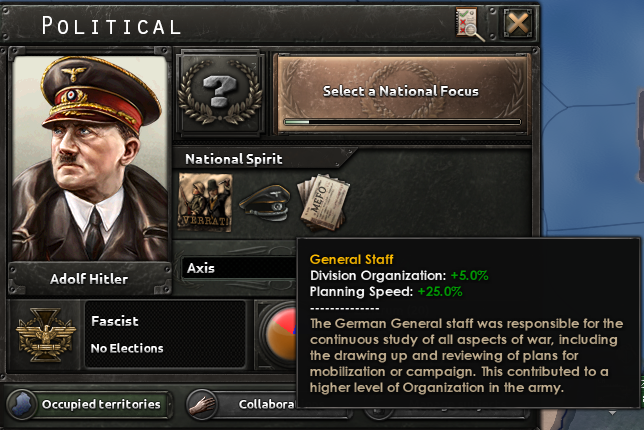 POLITICAL
Select a National Focus
National Spirit
VERRAT!
MEFO
Adolf Hitler
Axis
General Staff
Division Organization: +5.0%
Planning Speed: +25.0%
--------------
The German General staff was responsible for the
continuous study of all aspects of war, including
the drawing up and reviewing of plans for
mobilization or campaign. This contributed to a
higher level of Organization in the army.
Fascist
No Elections
Occupied territories
Collabora